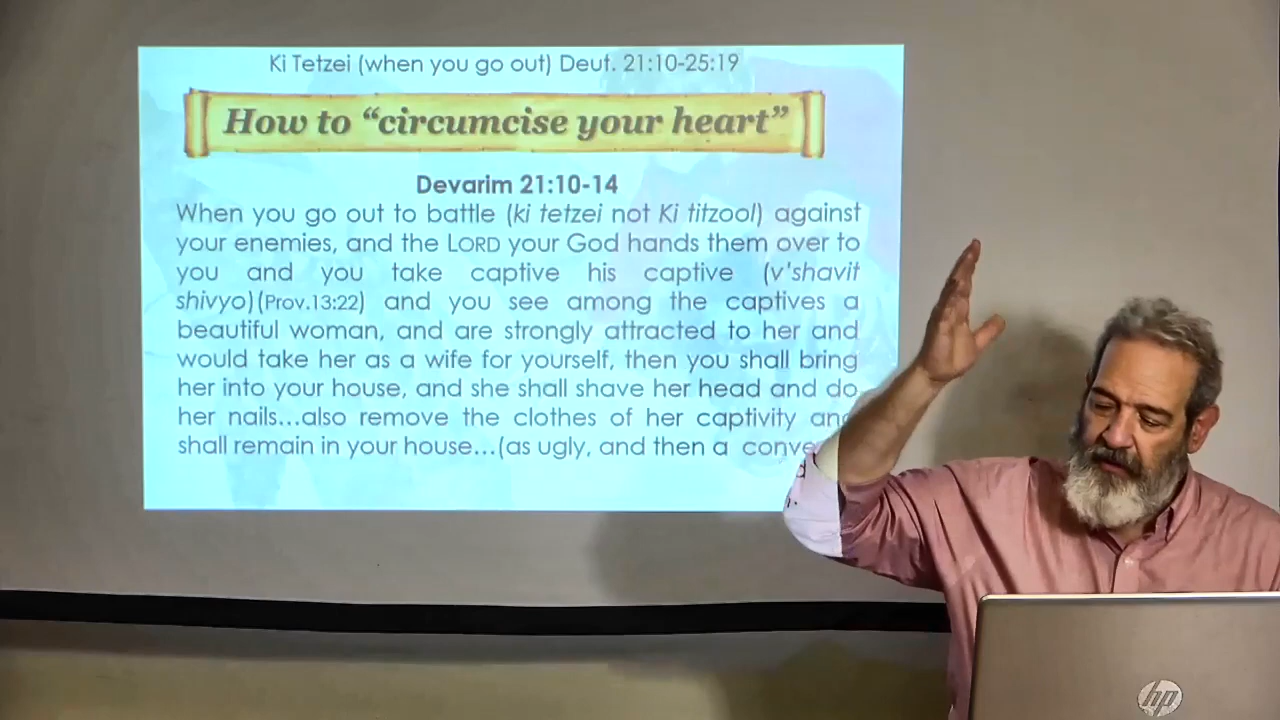 Ki Tetzei (when you go out) Deut. 21:10-25:19
How to “circumcise your heart”
Devarim 21:10-14
When you go out to battle (ki tetzei not Ki titzool) against
your enemies, and the LORD your God hands them over to
you and you take captive his captive (v'shavit
shivyo)(Prov.13:22) and you see among the captives a
beautiful woman, and are strongly attracted to her and
would take her as a wife for yourself, then you shall bring
her into your house, and she shall shave her head and do
her nails...also remove the clothes of her captivity and
shall remain in your house...(as ugly, and then a
hp